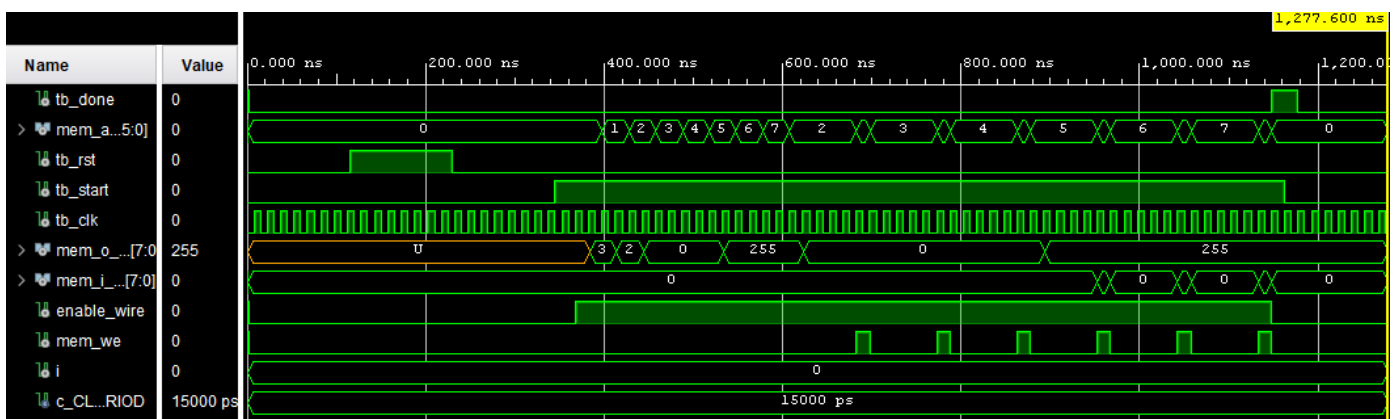 1,277.600 ns
Name Value 0.000 ns 200.000 ns 400.000 ns 600.000 ns 800.000 ns 1,000.000 ns 1,200.0
tb_done 0
mem_a...5:0] 0 0 1 2 3 4 5 6 7 2 3 4 5 6 7 0
tb_rst 0
tb_start 0
tb_clk 0
mem_o_...[7:0 255 U 3 2 0 255 0 255
mem_i_...[7:0] 0 0 0 0 0
enable_wire 0
mem_we 0
i 0 0
c_CL...RIOD 15000 ps 15000 ps